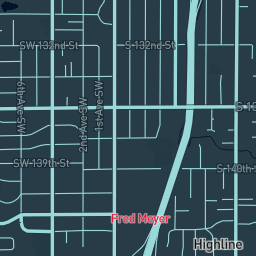 SW 132nd St
S 132nd St
6th Ave SW
2nd Ave SW
1st Ave SW
SW 139th St
S 140th
Fred Meyer
Highline